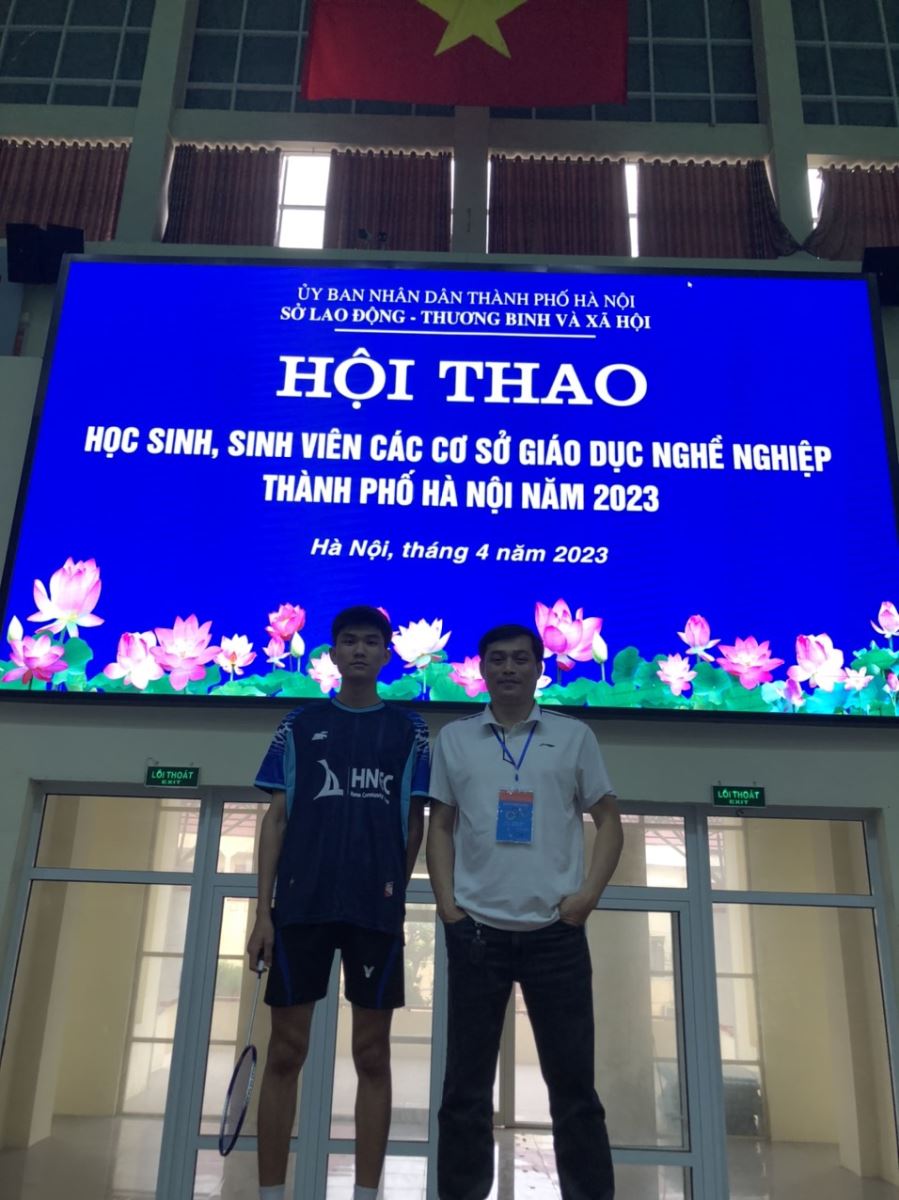 ỦY BAN NHÂN DÂN THÀNH PHỐ HÀ NỘI
SỞ LAO ĐỘNG - THƯƠNG BINH VÀ XÃ HỘI
HỘI THAO
HỌC SINH, SINH VIÊN CÁC CƠ SỞ GIÁO DỤC NGHỀ NGHIỆP
THÀNH PHỐ HÀ NỘI NĂM 2023
Hà Nội, tháng 4 năm 2023
LỐI THOÁT
EXIT
LỐI THOÁT
EXIT